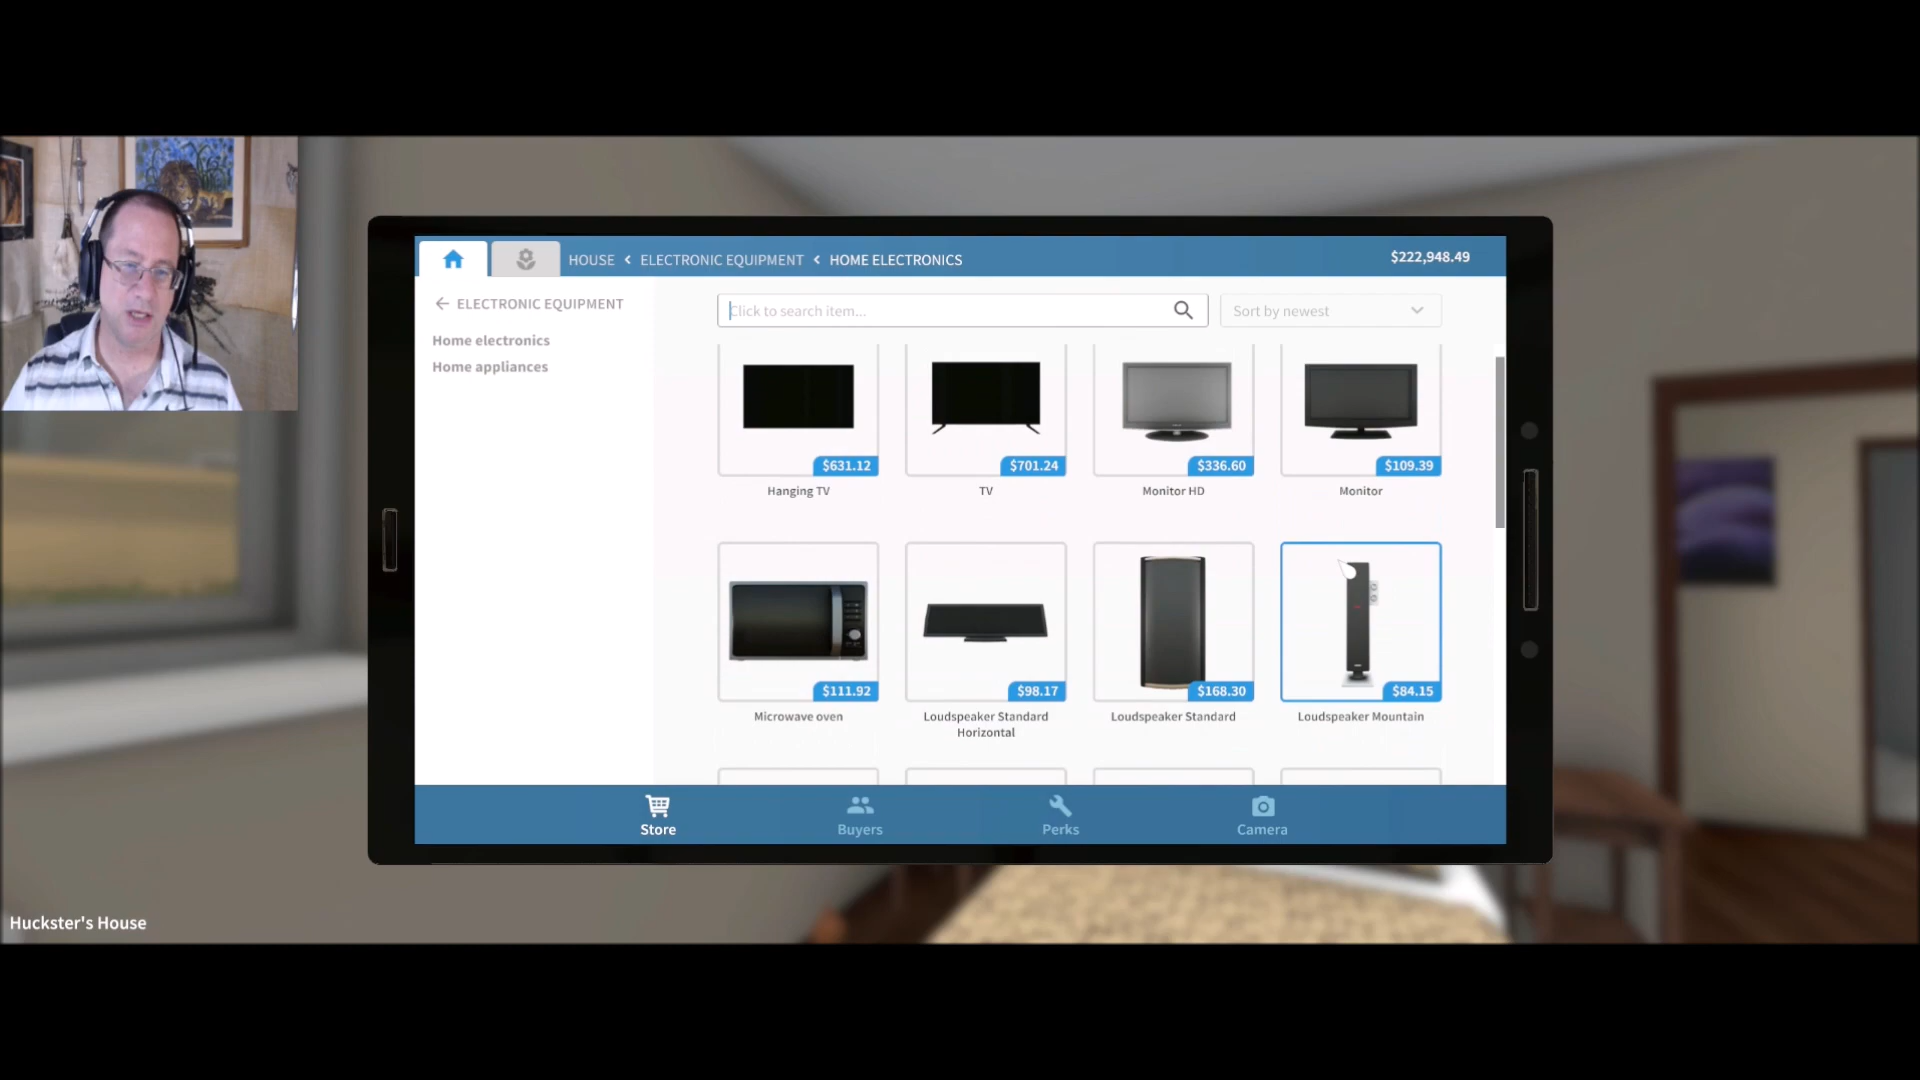 HOUSE < ELECTRONIC EQUIPMENT < HOME ELECTRONICS
$222,948.49
ELECTRONIC EQUIPMENT
Home electronics
Home appliances
Click to search item...
Sort by newest
$631.12
$701.24
$336.60
$109.39
Hanging TV
TV
Monitor HD
Monitor
$111.92
$98.17
$168.30
$84.15
Microwave oven
Loudspeaker Standard
Horizontal
Loudspeaker Standard
Loudspeaker Mountain
Store
Buyers
Perks
Camera
Huckster's House